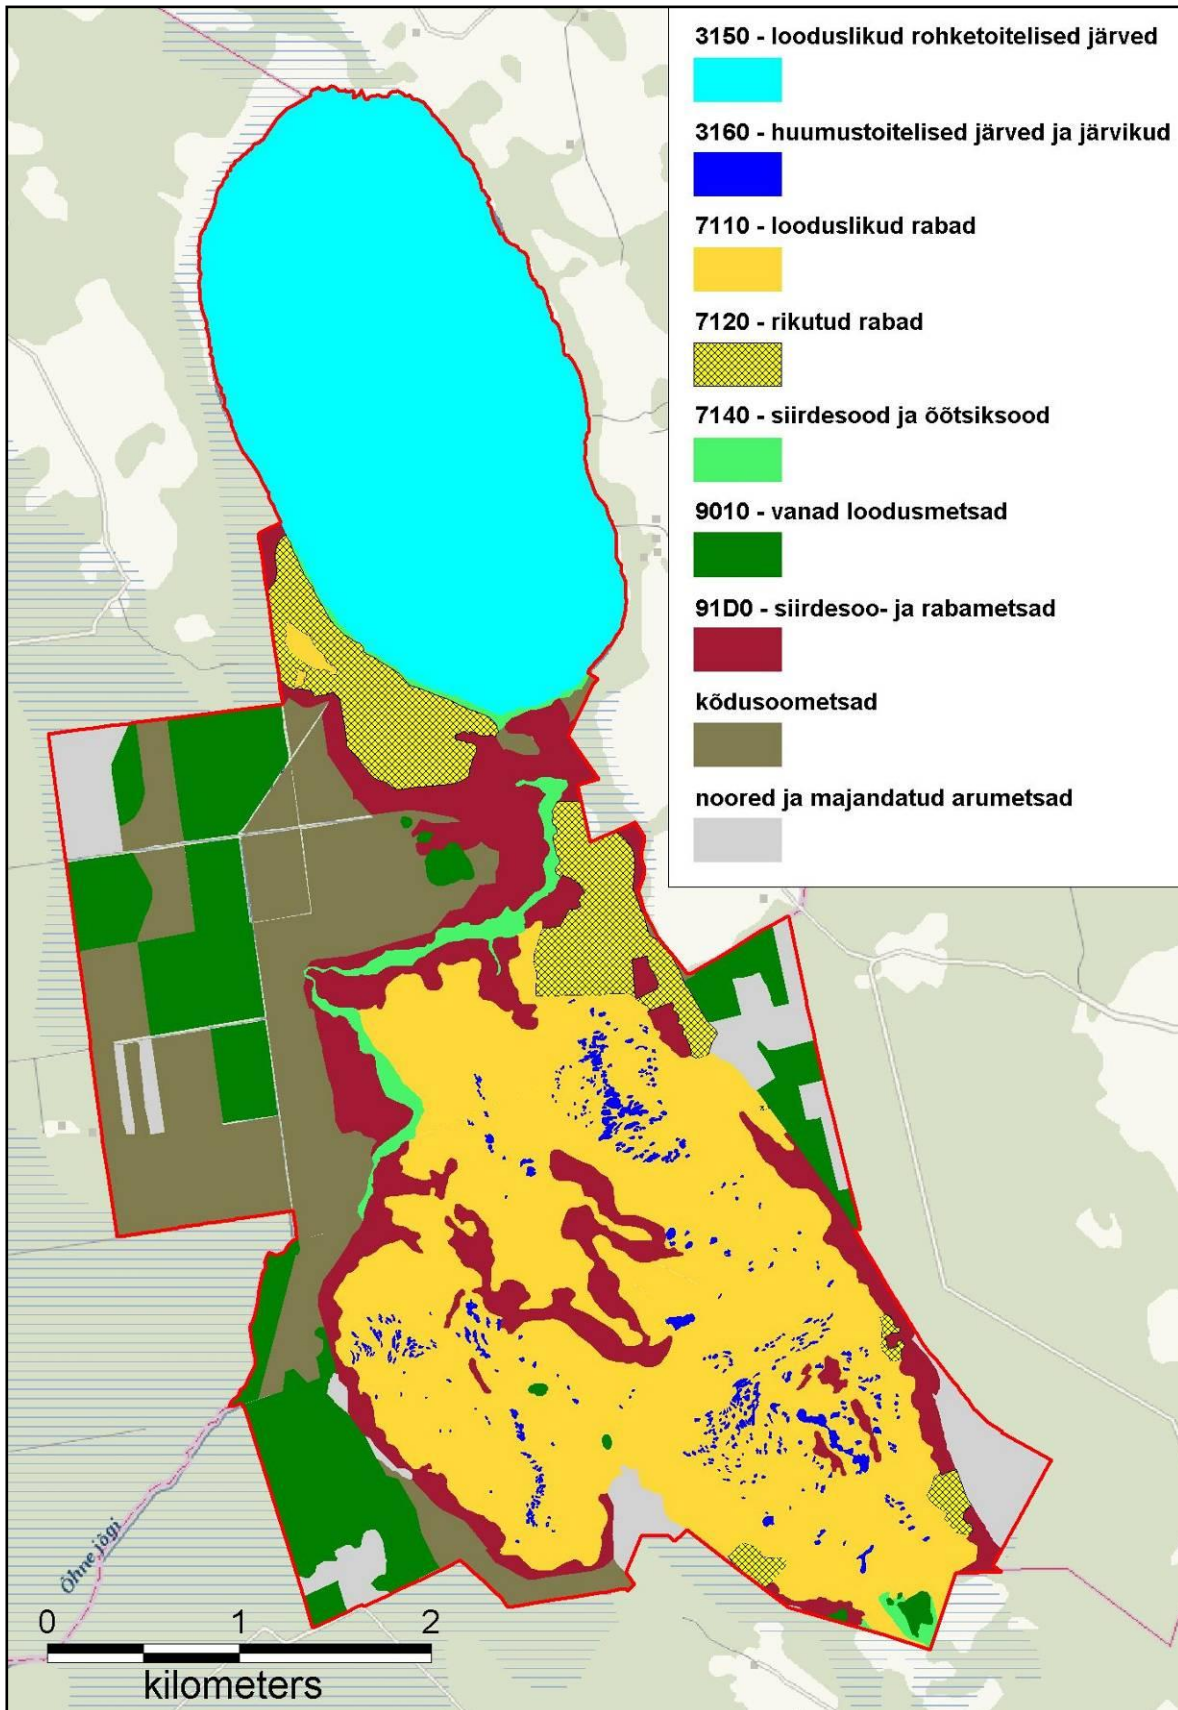 3150 - looduslikud rohketoitelised järved
3160 - huumustoitelised järved ja järvikud
7110 - looduslikud rabad
7120 - rikutud rabad
7140 - siirdesood ja õõtsiksood
9010 - vanad loodusmetsad
91D0 - siirdesoo- ja rabametsad
kõdusoometsad
noored ja majandatud arumetsad
Õhne jõgi
0 1 2
kilometers